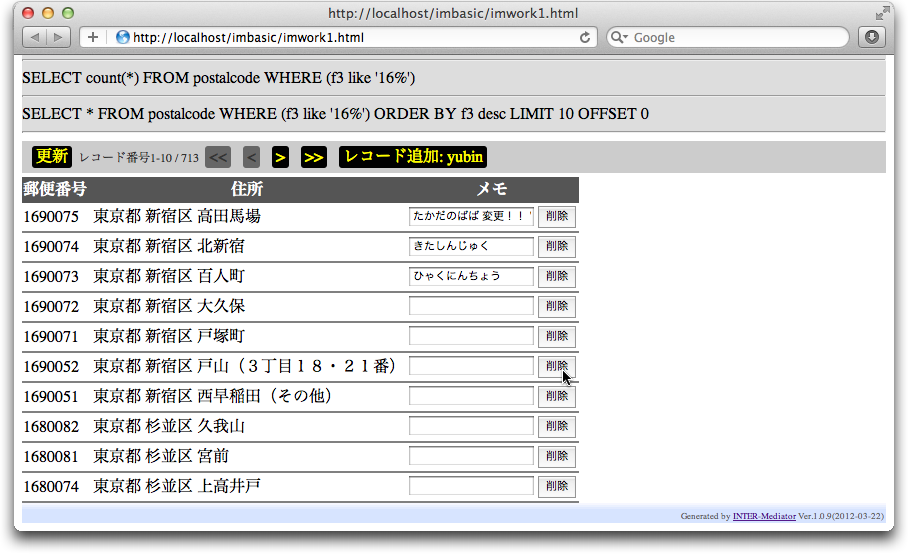 http://localhost/imbasic/imwork1.html
http://localhost/imbasic/imwork1.html Google
SELECT count(*) FROM postalcode WHERE (f3 like '16%')
SELECT * FROM postalcode WHERE (f3 like '16%') ORDER BY f3 desc LIMIT 10 OFFSET 0
更新 レコード番号1-10 / 713 << < > >> レコード追加: yubin
郵便番号 住所 メモ
1690075 東京都 新宿区 高田馬場 たかだのばば 変更！！ 削除
1690074 東京都 新宿区 北新宿 きたしんじゅく 削除
1690073 東京都 新宿区 百人町 ひゃくにんちょう 削除
1690072 東京都 新宿区 大久保 削除
1690071 東京都 新宿区 戸塚町 削除
1690052 東京都 新宿区 戸山（３丁目１８・２１番） 削除
1690051 東京都 新宿区 西早稲田（その他） 削除
1680082 東京都 杉並区 久我山 削除
1680081 東京都 杉並区 宮前 削除
1680074 東京都 杉並区 上高井戸 削除
Generated by INTER-Mediator Ver.1.0.9(2012-03-22)